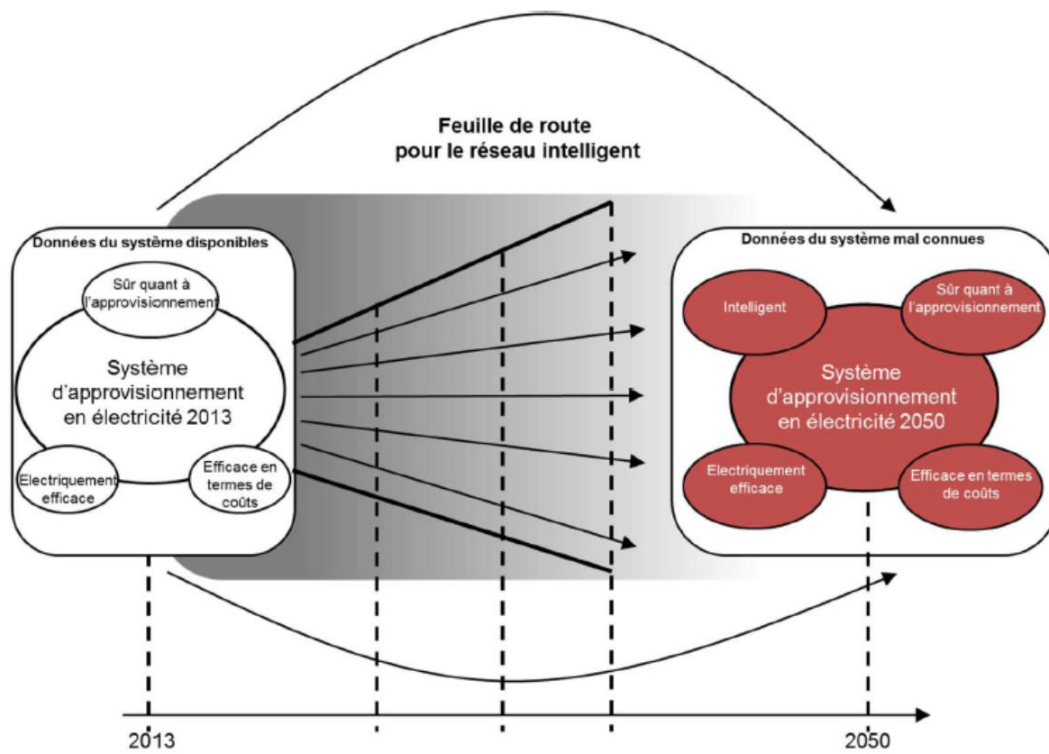 Feuille de route
pour le réseau intelligent
Données du système disponibles
Sûr quant à
l'approvisionnement
Système
d'approvisionnement
en électricité 2013
Electriquement
efficace
Efficace en
termes de
coûts
Données du système mal connues
Intelligent
Sûr quant à
l'approvisionnement
Système
d'approvisionnement
en électricité 2050
Electriquement
efficace
Efficace en termes
de coûts
2013
2050